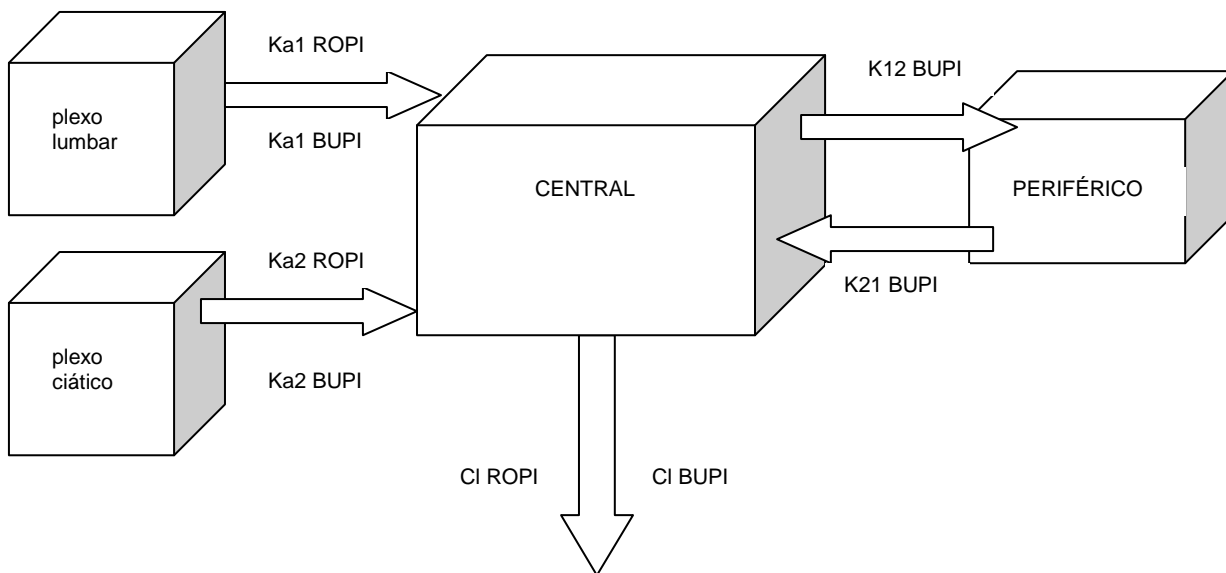 Ka1 ROPI
K12 BUPI
plexo
lumbar
Ka1 BUPI
CENTRAL
PERIFÉRICO
Ka2 ROPI
K21 BUPI
plexo
ciático
Ka2 BUPI
Cl ROPI
Cl BUPI